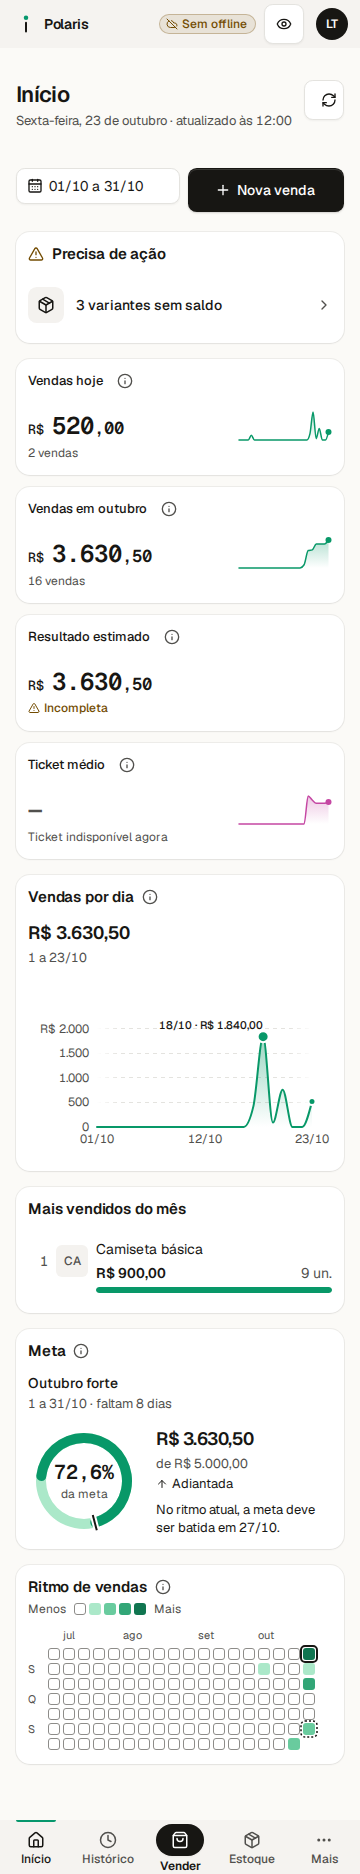 Polaris
Sem offline
LT
Início
Sexta-feira, 23 de outubro · atualizado às 12:00
01/10 a 31/10
+ Nova venda
Precisa de ação
3 variantes sem saldo
Vendas hoje
R$ 520,00
2 vendas
Vendas em outubro
R$ 3.630,50
16 vendas
Resultado estimado
R$ 3.630,50
Incompleta
Ticket médio
—
Ticket indisponível agora
Vendas por dia
R$ 3.630,50
1 a 23/10
18/10 · R$ 1.840,00
R$ 2.000
1.500
1.000
500
0
01/10 12/10 23/10
Mais vendidos do mês
1 CA Camiseta básica
R$ 900,00 9 un.
Meta
Outubro forte
1 a 31/10 · faltam 8 dias
72,6%
da meta
R$ 3.630,50
de R$ 5.000,00
↑ Adiantada
No ritmo atual, a meta deve
ser batida em 27/10.
Ritmo de vendas
Menos Mais
jul ago set out
S
Q
S
Início Histórico Vender Estoque Mais